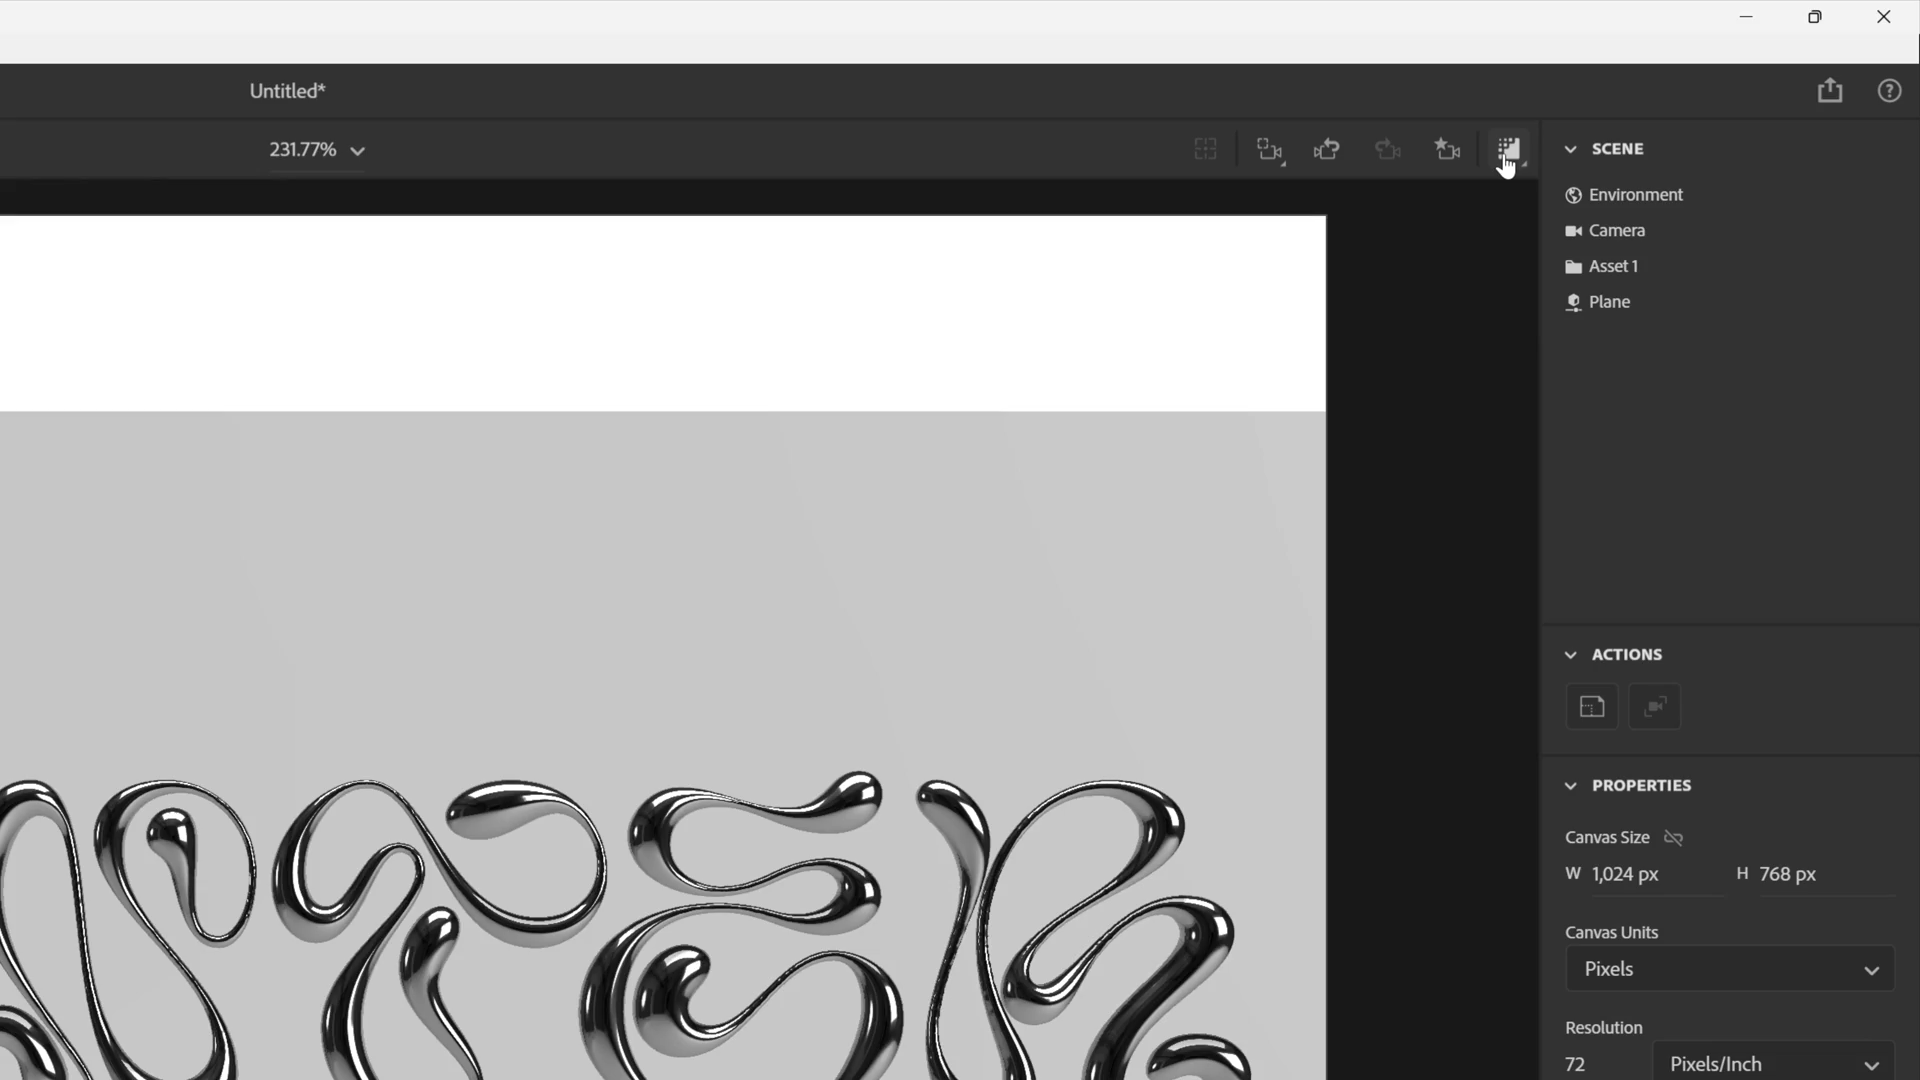 Untitled*
231.77%
SCENE
Environment
Camera
Asset 1
Plane
ACTIONS
PROPERTIES
Canvas Size
W 1,024 px H 768 px
Canvas Units
Pixels
Resolution
72 Pixels/Inch